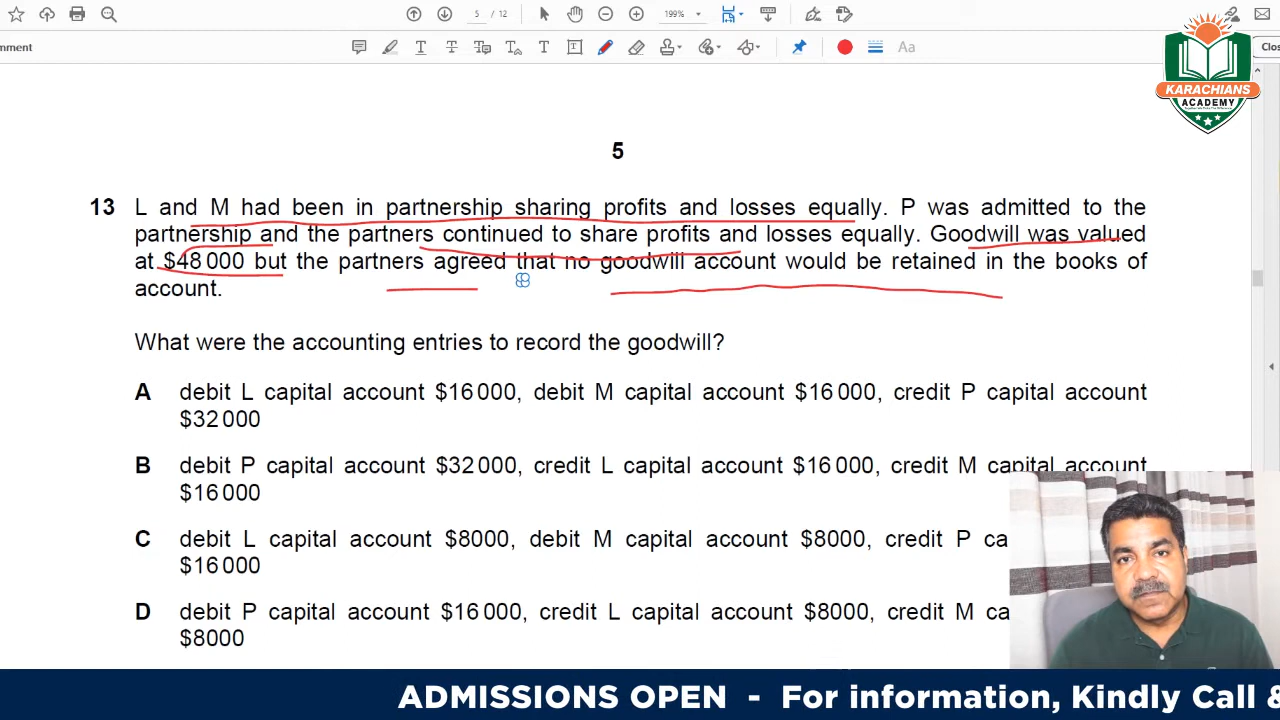 5 / 12
199%
mment
Clos
Aa
KARACHIANS
ACADEMY
5
13 L and M had been in partnership sharing profits and losses equally. P was admitted to the
partnership and the partners continued to share profits and losses equally. Goodwill was valued
at $48 000 but the partners agreed that no goodwill account would be retained in the books of
account.
What were the accounting entries to record the goodwill?
A debit L capital account $16 000, debit M capital account $16 000, credit P capital account
$32 000
B debit P capital account $32 000, credit L capital account $16 000, credit M capital account
$16 000
C debit L capital account $8000, debit M capital account $8000, credit P ca
$16 000
D debit P capital account $16 000, credit L capital account $8000, credit M ca
$8000
ADMISSIONS OPEN - For information, Kindly Call &